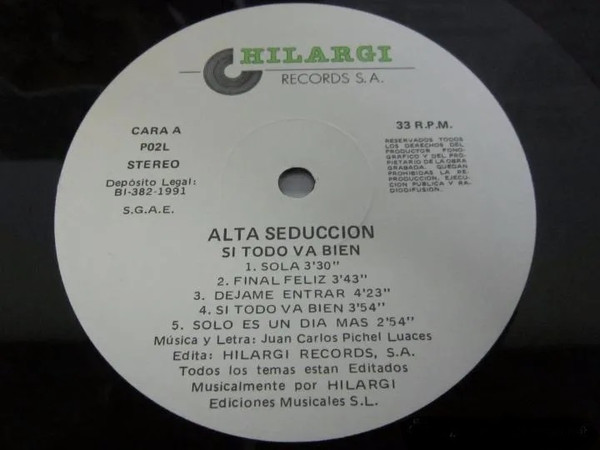 HILARGI
RECORDS S.A.
CARA A
P02L
STEREO
Depósito Legal:
BI-382-1991
S.G.A.E.
33 R.P.M.
RESERVADOS TODOS
LOS DERECHOS DEL
PRODUCTOR FONO-
GRAFICO Y DEL PRO-
PIETARIO DE LA OBRA
GRABADA. QUEDAN
PROHIBIDAS LA RE-
PRODUCCION, EJECU-
CION PUBLICA Y RA-
DIODIFUSION.
ALTA SEDUCCION
SI TODO VA BIEN
1. SOLA 3'30"
2. FINAL FELIZ 3'43"
3. DEJAME ENTRAR 4'23"
4. SI TODO VA BIEN 3'54"
5. SOLO ES UN DIA MAS 2'54"
Música y Letra: Juan Carlos Pichel Luaces
Edita: HILARGI RECORDS, S.A.
Todos los temas estan Editados
Musicalmente por HILARGI
Ediciones Musicales S.L.